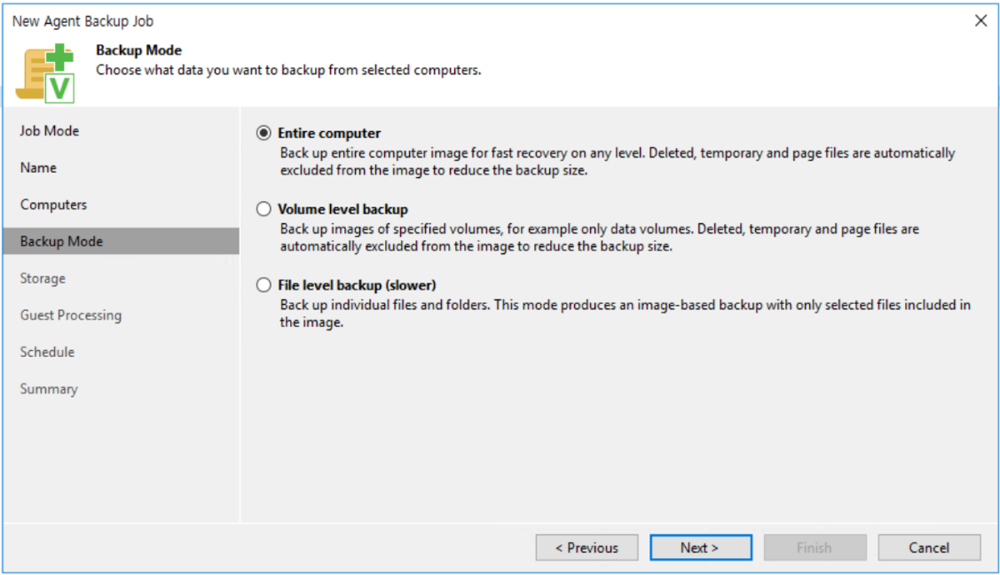 New Agent Backup Job
Backup Mode
Choose what data you want to backup from selected computers.
V
Job Mode
Name
Computers
Backup Mode
Storage
Guest Processing
Schedule
Summary
Entire computer
Back up entire computer image for fast recovery on any level. Deleted, temporary and page files are automatically
excluded from the image to reduce the backup size.
Volume level backup
Back up images of specified volumes, for example only data volumes. Deleted, temporary and page files are
automatically excluded from the image to reduce the backup size.
File level backup (slower)
Back up individual files and folders. This mode produces an image-based backup with only selected files included in
the image.
< Previous
Next >
Finish
Cancel